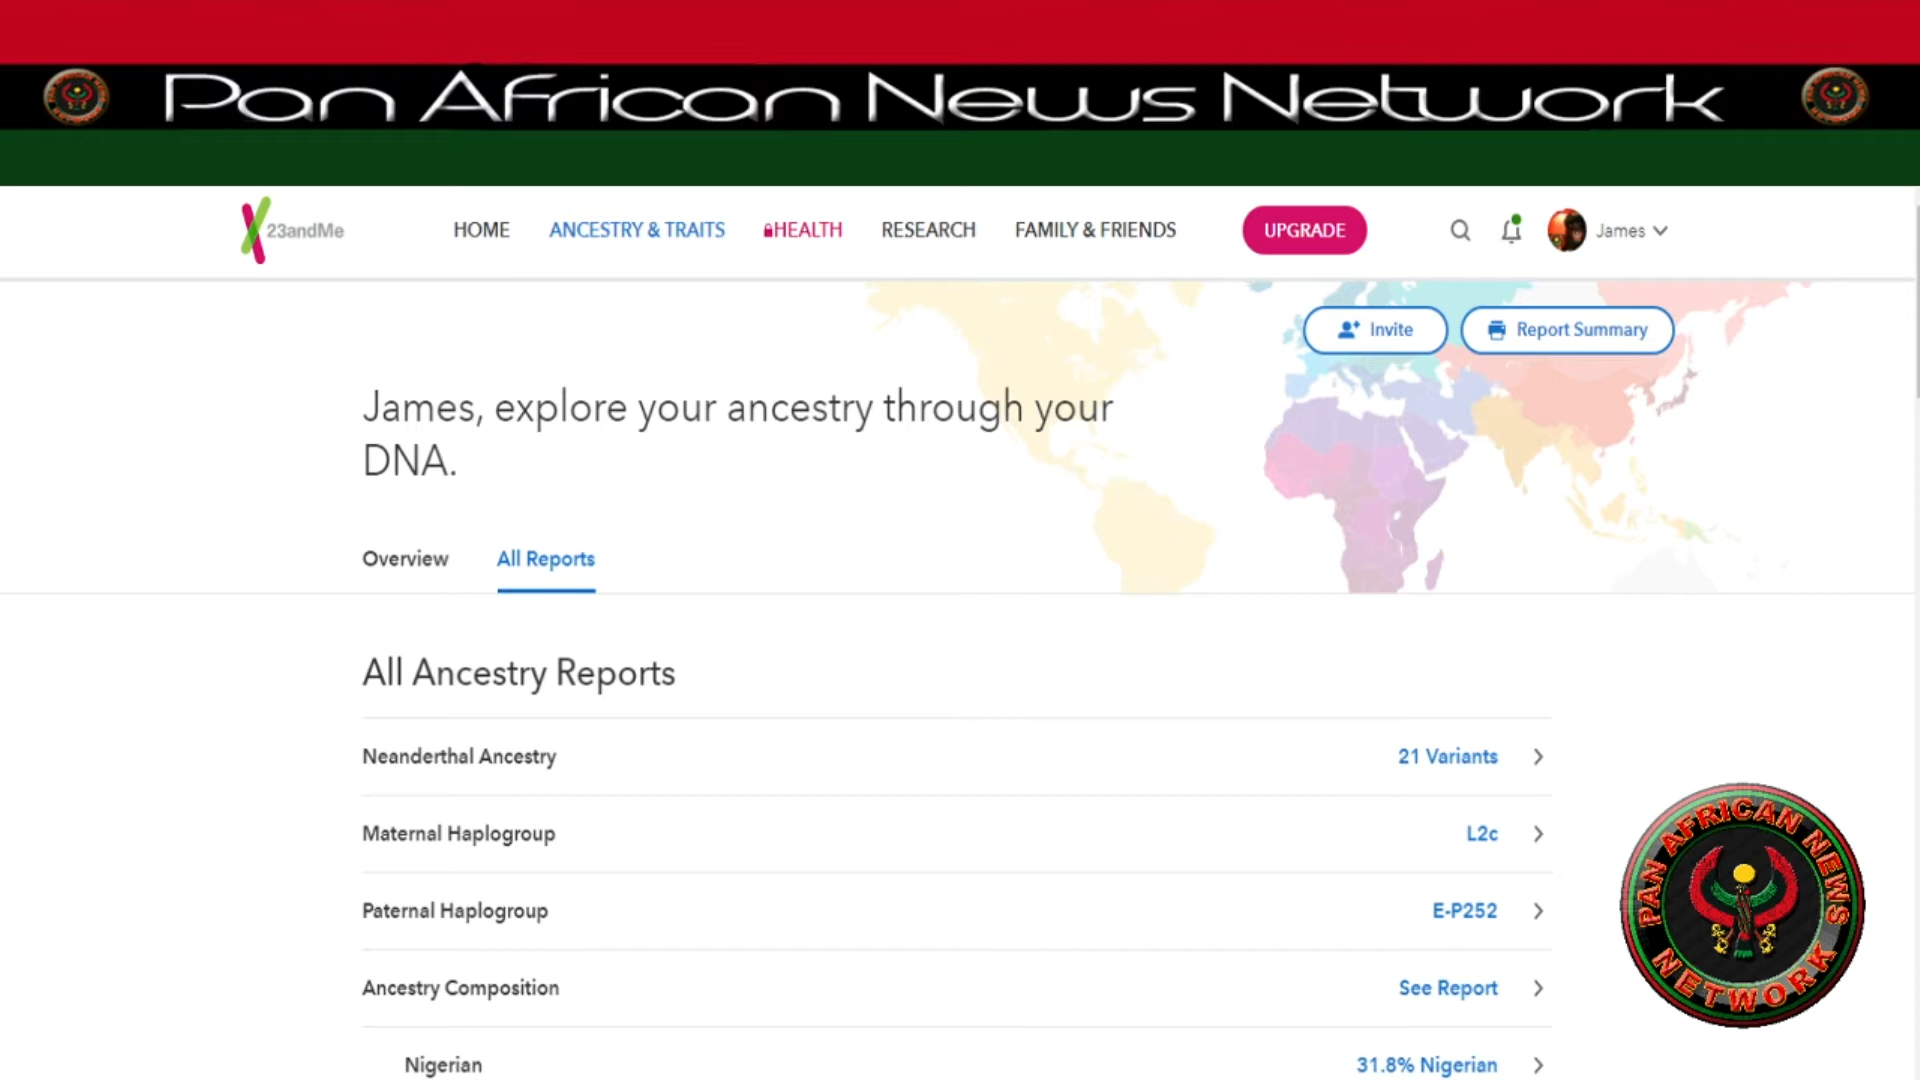 Pan African News Network
23andMe
HOME
ANCESTRY & TRAITS
HEALTH
RESEARCH
FAMILY & FRIENDS
UPGRADE
James
Invite
Report Summary
James, explore your ancestry through your
DNA.
Overview
All Reports
All Ancestry Reports
Neanderthal Ancestry
21 Variants
Maternal Haplogroup
L2c
Paternal Haplogroup
E-P252
Ancestry Composition
See Report
Nigerian
31.8% Nigerian
PAN AFRICAN NEWS
NETWORK